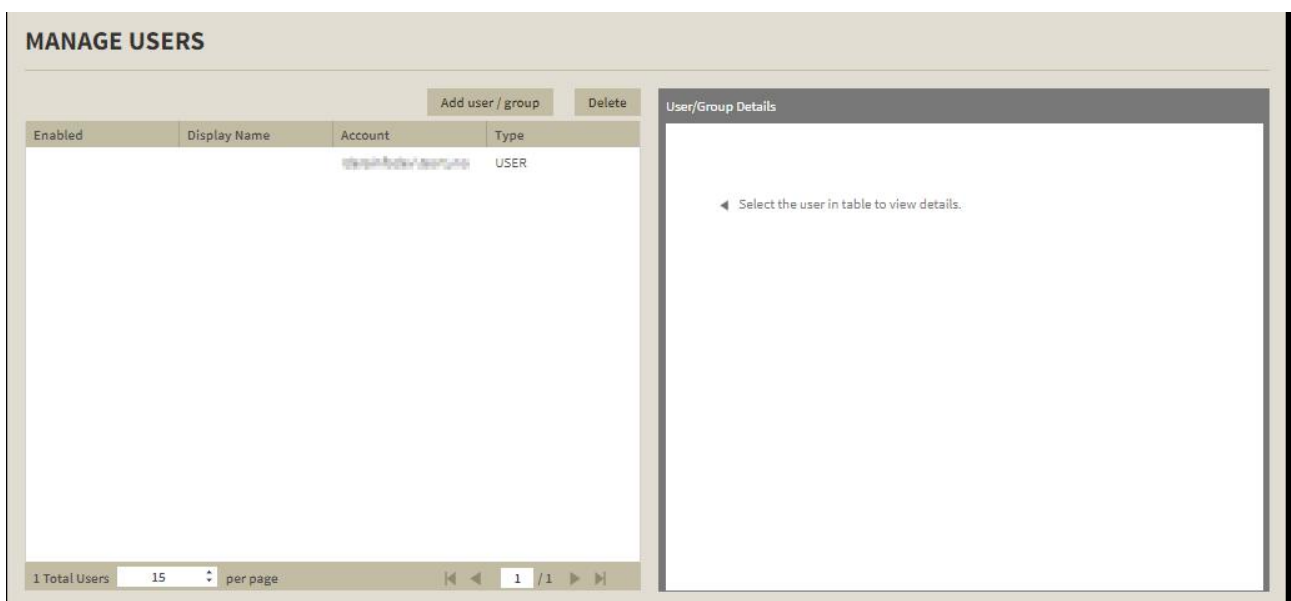 MANAGE USERS
Add user / group Delete
Enabled Display Name Account Type
USER
1 Total Users 15 per page 1 /1
User/Group Details
Select the user in table to view details.